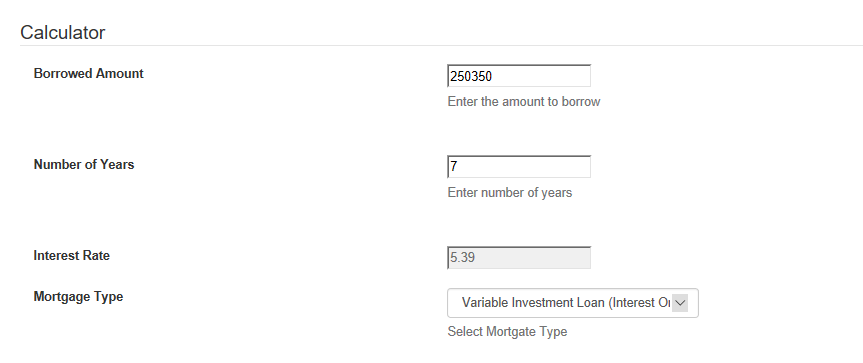 Calculator
Borrowed Amount
250350
Enter the amount to borrow
Number of Years
7
Enter number of years
Interest Rate
5.39
Mortgage Type
Variable Investment Loan (Interest
Select Mortgate Type